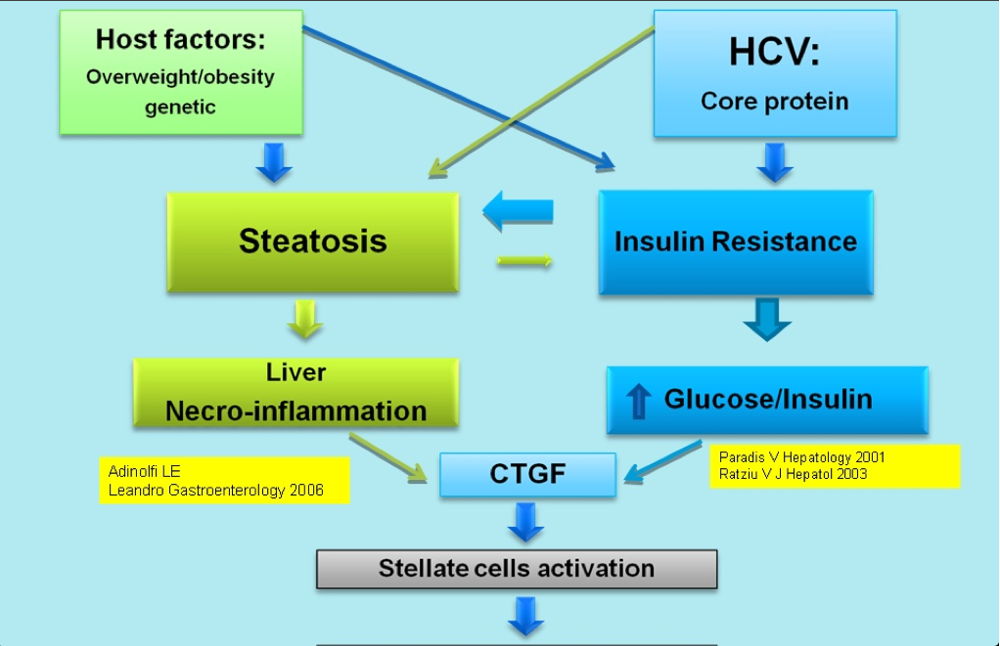 Host factors:
Overweight/obesity
genetic
HCV:
Core protein
Steatosis
Insulin Resistance
Liver
Necro-inflammation
Glucose/Insulin
Adinolfi LE
Leandro Gastroenterology 2006
CTGF
Paradis V Hepatology 2001
Ratziu V J Hepatol 2003
Stellate cells activation